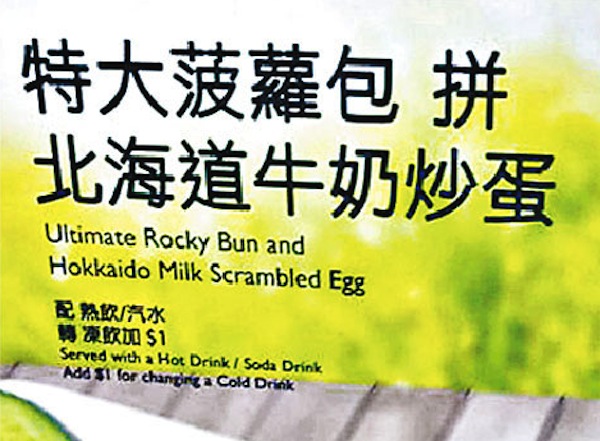 特大菠蘿包 拼
北海道牛奶炒蛋
Ultimate Rocky Bun and
Hokkaido Milk Scrambled Egg
配 熱飲/汽水
轉 凍飲加 $1
Served with a Hot Drink / Soda Drink
Add $1 for changing a Cold Drink